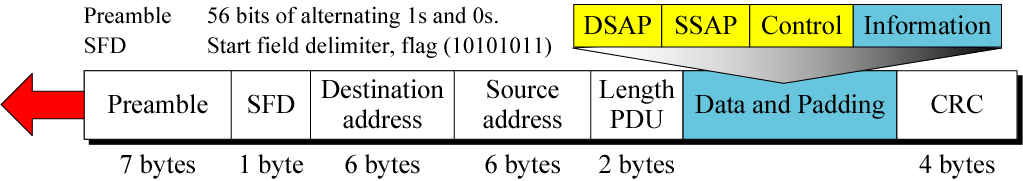 Preamble 56 bits of alternating 1s and 0s.
SFD Start field delimiter, flag (10101011)
DSAP SSAP Control Information
Preamble SFD Destination address Source address Length PDU Data and Padding CRC
7 bytes 1 byte 6 bytes 6 bytes 2 bytes 4 bytes